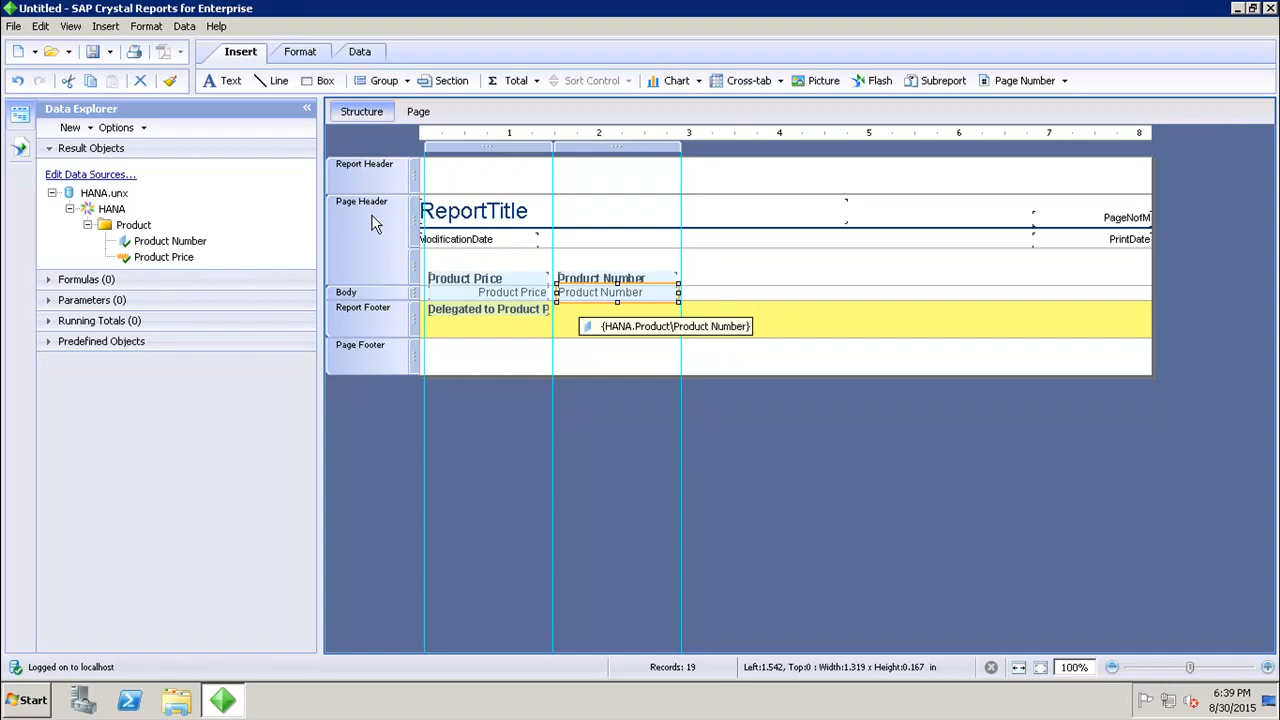 Untitled - SAP Crystal Reports for Enterprise
File Edit View Insert Format Data Help
Insert Format Data
Text Line Box Group Section Total Sort Control Chart Cross-tab Picture Flash Subreport Page Number
Data Explorer
New Options
Result Objects
Edit Data Sources...
HANA.unx
HANA
Product
Product Number
Product Price
Formulas (0)
Parameters (0)
Running Totals (0)
Predefined Objects
Structure Page
1 2 3 4 5 6 7 8
Report Header
Page Header
ReportTitle
PageNofM
ModificationDate PrintDate
Product Price Product Number
Body Product Price Product Number
Report Footer Delegated to Product P
{HANA.Product\Product Number}
Page Footer
Logged on to localhost Records: 19 Left:1.542, Top:0 : Width:1.319 x Height:0.167 in 100%
Start
6:39 PM
8/30/2015